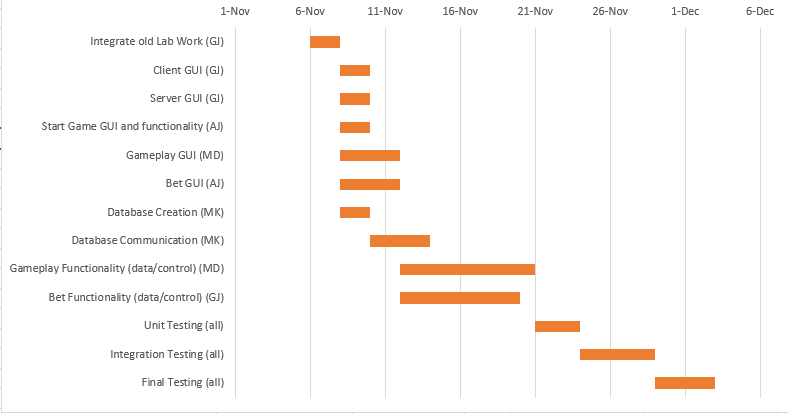 1-Nov 6-Nov 11-Nov 16-Nov 21-Nov 26-Nov 1-Dec 6-Dec
Integrate old Lab Work (GJ)
Client GUI (GJ)
Server GUI (GJ)
Start Game GUI and functionality (AJ)
Gameplay GUI (MD)
Bet GUI (AJ)
Database Creation (MK)
Database Communication (MK)
Gameplay Functionality (data/control) (MD)
Bet Functionality (data/control) (GJ)
Unit Testing (all)
Integration Testing (all)
Final Testing (all)